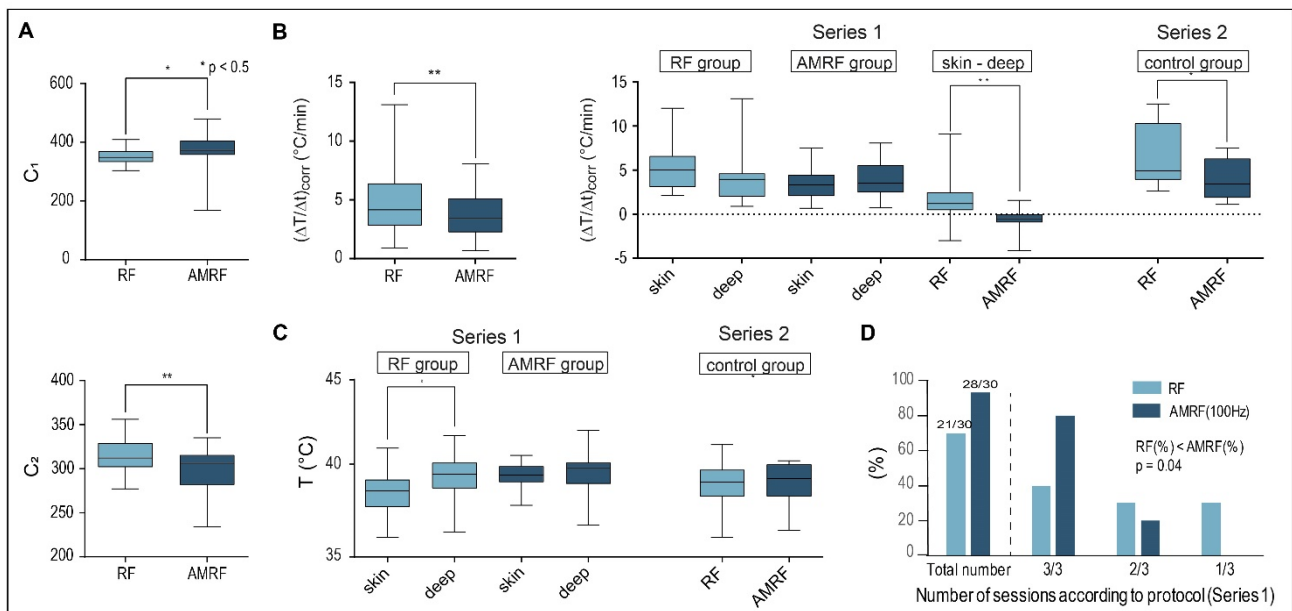 A
* p < 0.5
*
600
400
200
0
C₁
RF
AMRF
B
**
15
10
5
0
(ΔT/Δt)corr (°C/min)
RF
AMRF
Series 1
Series 2
RF group
AMRF group
skin - deep
control group
**
*
15
10
5
0
-5
(ΔT/Δt)corr (°C/min)
skin
deep
skin
deep
RF
AMRF
RF
AMRF
**
400
350
300
250
200
C₂
RF
AMRF
C
Series 1
Series 2
RF group
AMRF group
control group
45
40
35
T (°C)
skin
deep
skin
deep
RF
AMRF
D
100
80
60
40
20
0
(%)
21/30
28/30
RF
AMRF(100Hz)
RF(%) < AMRF(%)
p = 0.04
Total number
3/3
2/3
1/3
Number of sessions according to protocol (Series 1)